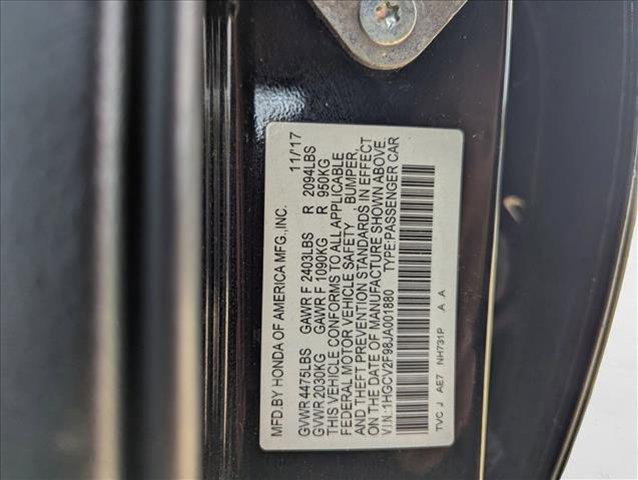 MFD.BY HONDA OF AMERICA MFG.,INC. 11/17
GVWR 4475LBS GAWR F 2403LBS R 2094LBS
GVWR 2030KG GAWR F 1090KG R 950KG
THIS VEHICLE CONFORMS TO ALL APPLICABLE
FEDERAL MOTOR VEHICLE SAFETY BUMPER,
AND THEFT PREVENTION STANDARDS IN EFFECT
ON THE DATE OF MANUFACTURE SHOWN ABOVE.
V.I.N:1HGCV2F98JA001880 TYPE:PASSENGER CAR
TVC J AE7 NH731P A A